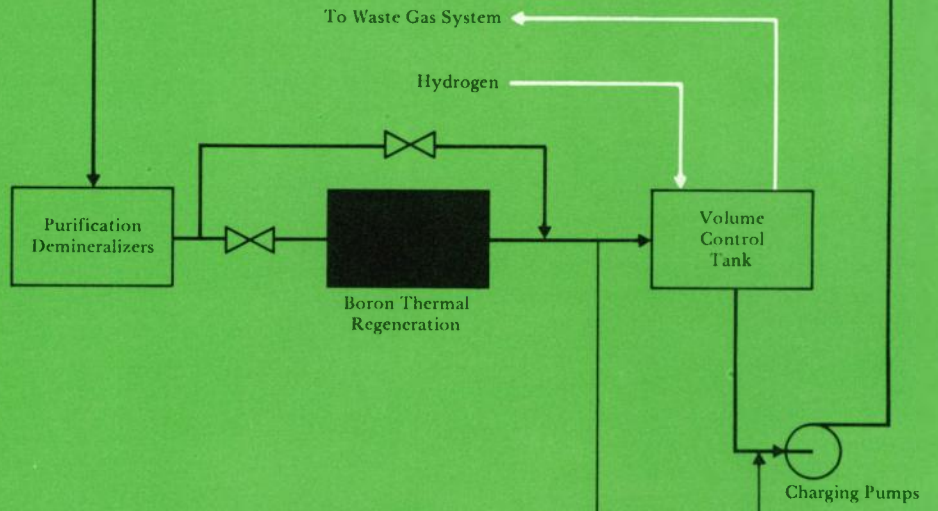 To Waste Gas System
Hydrogen
Purification
Demineralizers
Volume
Control
Tank
Boron Thermal
Regeneration
Charging Pumps